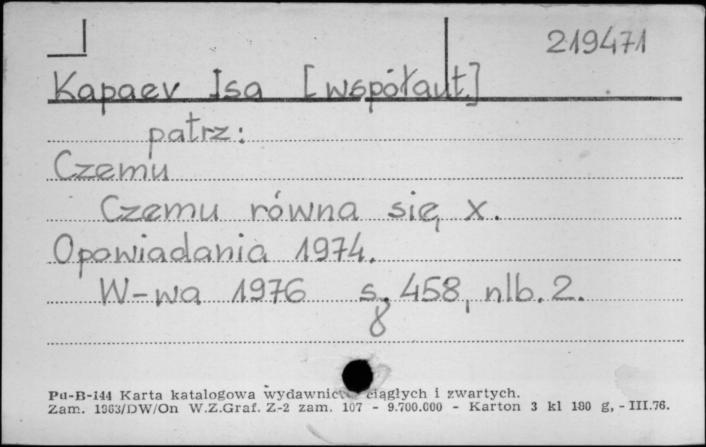 219471
Kapaev Isa [współaut.]
patrz:
Czemu
Czemu równa się x.
Opowiadania 1974.
W-wa 1976 s. 458, nlb. 2.
8
Pu-B-144 Karta katalogowa wydawnictw ciągłych i zwartych.
Zam. 1963/DW/On W.Z.Graf. Z-2 zam. 107 - 9.700.000 - Karton 3 kl 180 g, - III.76.